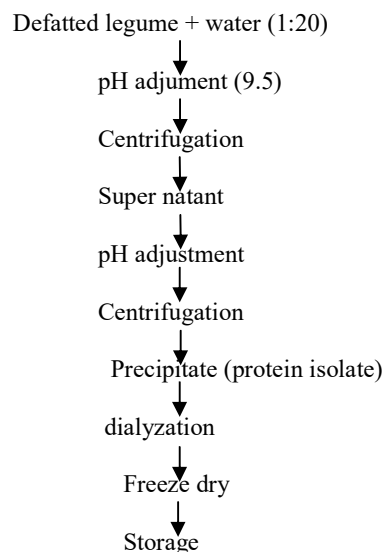 Defatted legume + water (1:20)
pH adjument (9.5)
Centrifugation
Super natant
pH adjustment
Centrifugation
Precipitate (protein isolate)
dialyzation
Freeze dry
Storage